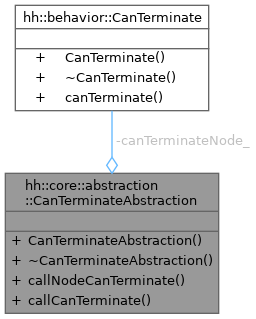 hh::behavior::CanTerminate
+ CanTerminate()
+ ~CanTerminate()
+ canTerminate()
-canTerminateNode_
hh::core::abstraction
::CanTerminateAbstraction
+ CanTerminateAbstraction()
+ ~CanTerminateAbstraction()
+ callNodeCanTerminate()
+ callCanTerminate()